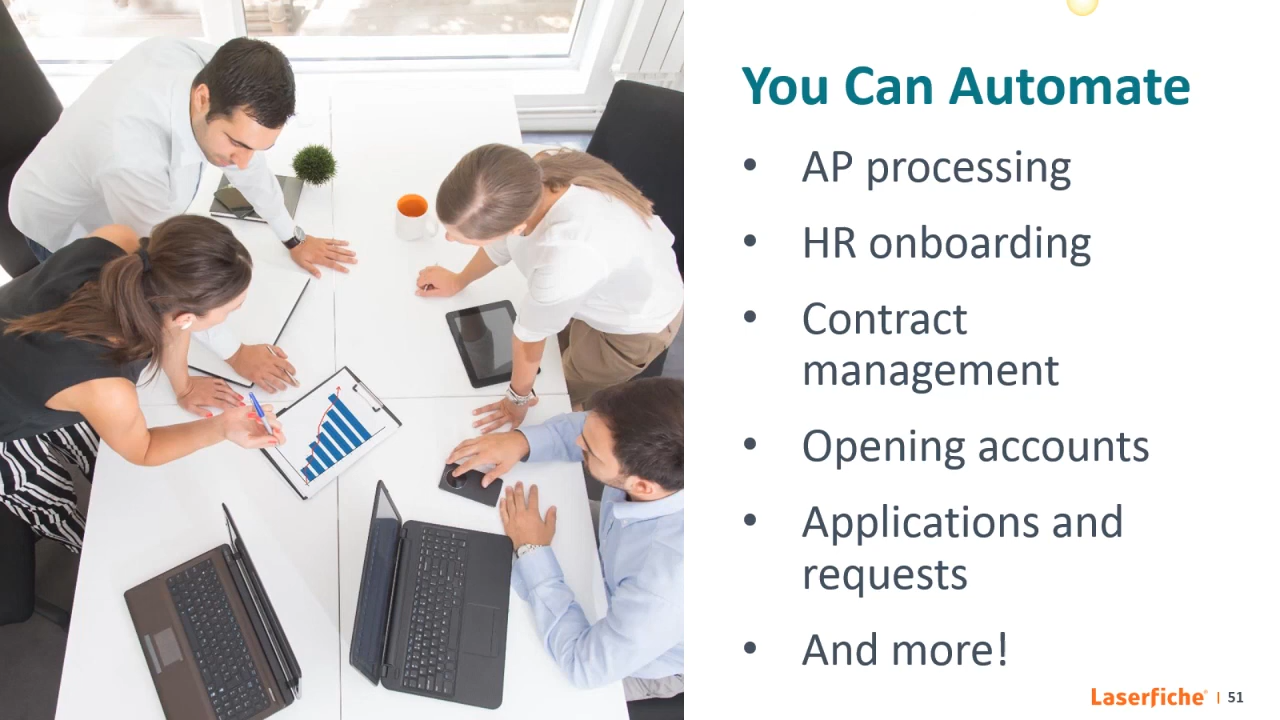 You Can Automate
• AP processing
• HR onboarding
• Contract
management
• Opening accounts
• Applications and
requests
• And more!
Laserfiche® | 51